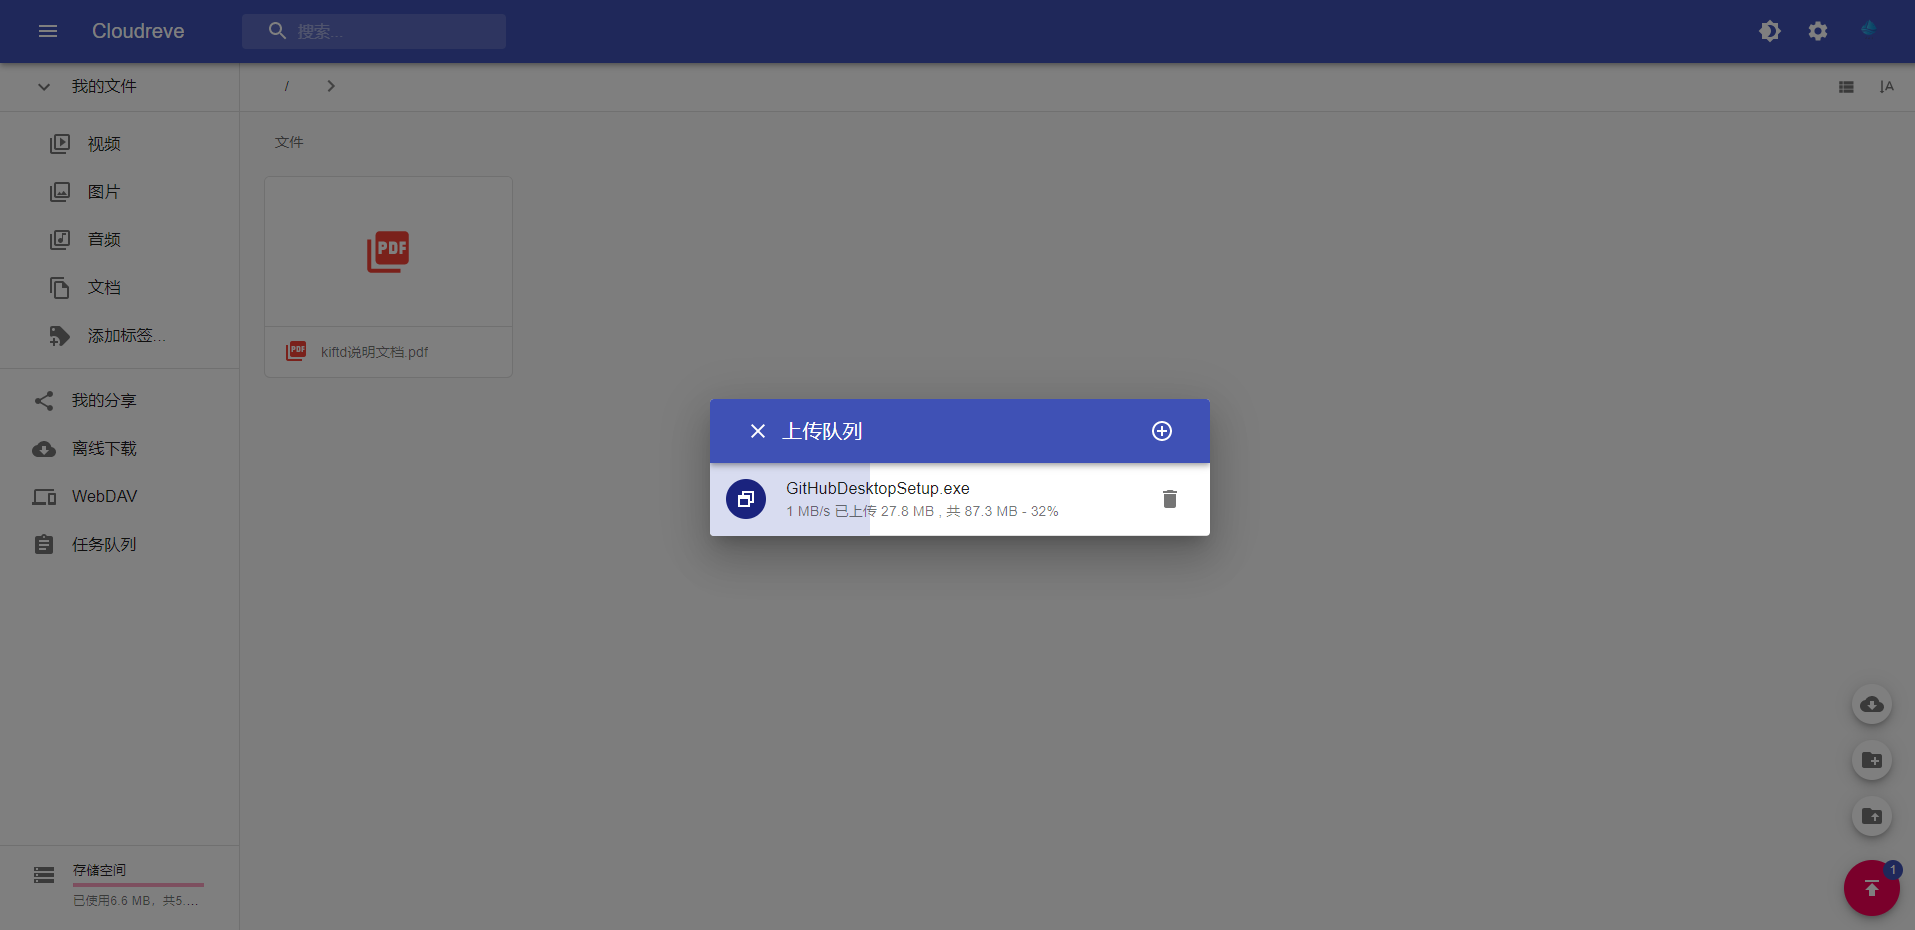 Cloudreve
搜索...
我的文件
/
视频
图片
音频
文档
添加标签...
我的分享
离线下载
WebDAV
任务队列
存储空间
已使用6.6 MB，共5....
文件
PDF
PDF
kiftd说明文档.pdf
上传队列
GitHubDesktopSetup.exe
1 MB/s 已上传 27.8 MB , 共 87.3 MB - 32%
A
1